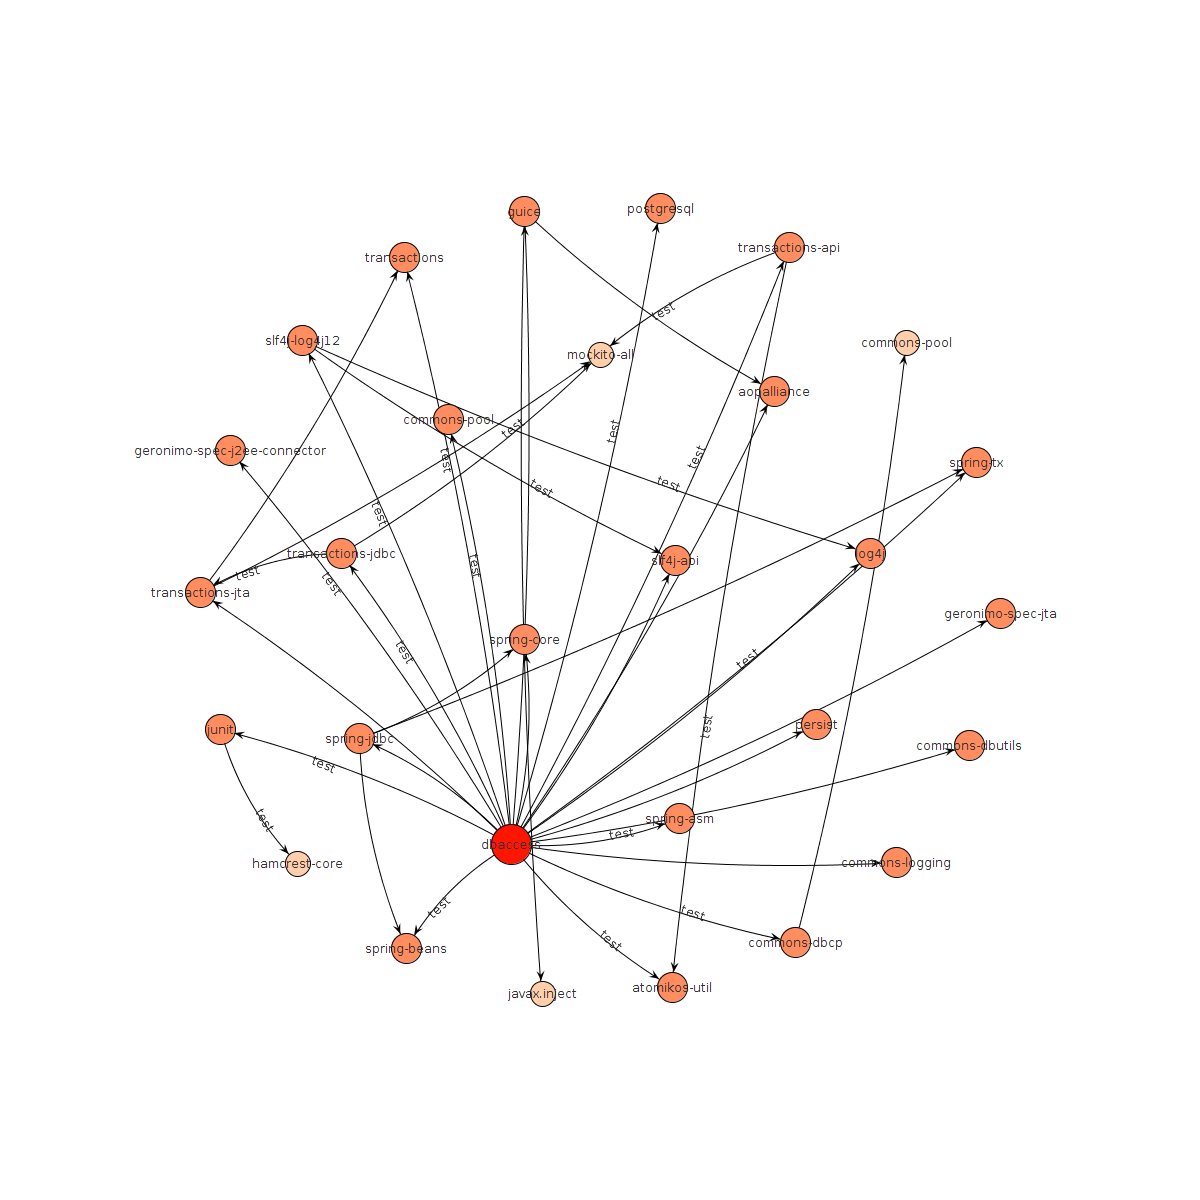 guice
postgresql
transactions-api
transactions
test
slf4j-log4j12
commons-pool
mockito-all
aopalliance
commons-pool
test
test
geronimo-spec-j2ee-connector
test
test
spring-tx
test
test
test
transactions-jdbc
slf4j-api
log4j
test
test
test
transactions-jta
geronimo-spec-jta
spring-core
test
test
persist
test
junit
spring-jdbc
commons-dbutils
test
test
spring-asm
test
dbaccess
hamcrest-core
commons-logging
test
test
test
spring-beans
commons-dbcp
atomikos-util
javax.inject